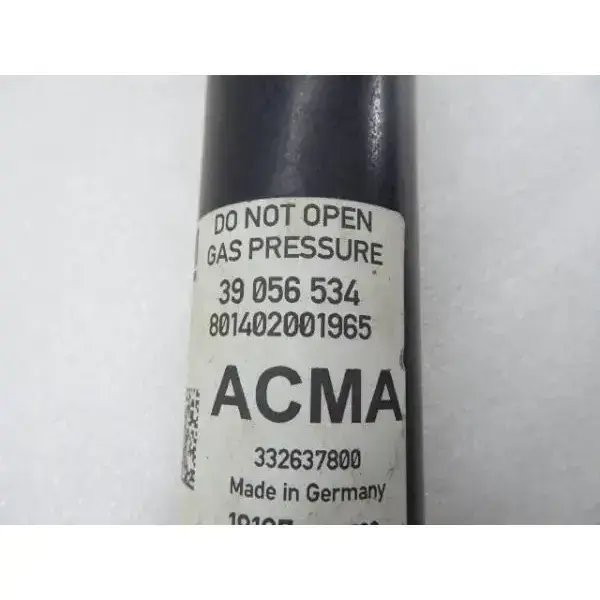 DO NOT OPEN
GAS PRESSURE
39 056 534
801402001965
ACMA
332637800
Made in Germany